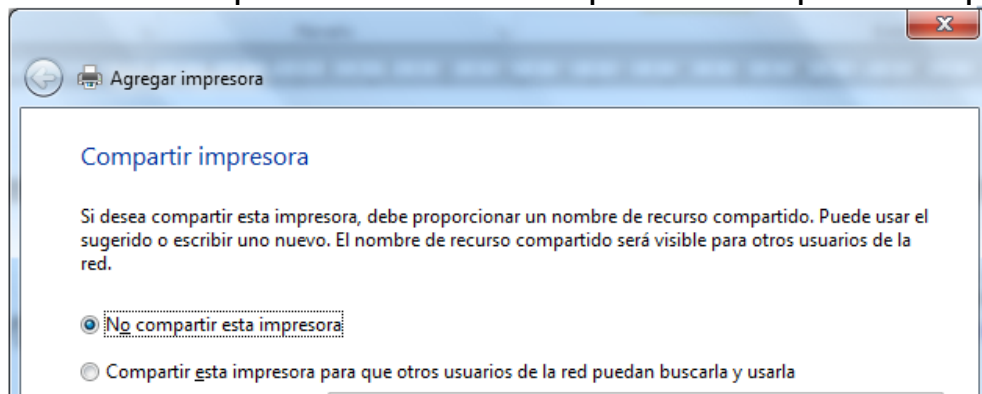 Agregar impresora
Compartir impresora
Si desea compartir esta impresora, debe proporcionar un nombre de recurso compartido. Puede usar el
sugerido o escribir uno nuevo. El nombre de recurso compartido será visible para otros usuarios de la
red.
No compartir esta impresora
Compartir esta impresora para que otros usuarios de la red puedan buscarla y usarla